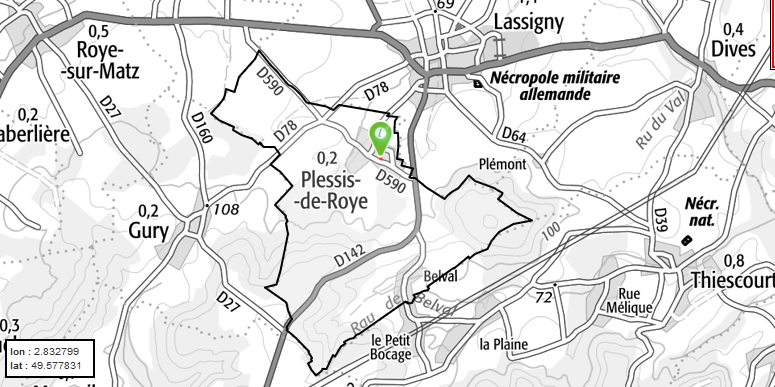 69
Lassigny
0,5
Roye-
-sur-Matz
0,4
Dives
D590
D78
Nécropole militaire
allemande
0,2
aberlière
D27
D160
D78
D64
Ru du Val
0,2
Plessis-
-de-Roye
D590
Plémont
0,2
Gury
108
100
D39
Nécr.
nat.
D142
Belval
0,8
Thiescourt
D27
Rau. de Belval
72
Rue
Mélique
le Petit
Bocage
la Plaine
0,3
lon : 2.832799
lat : 49.577831